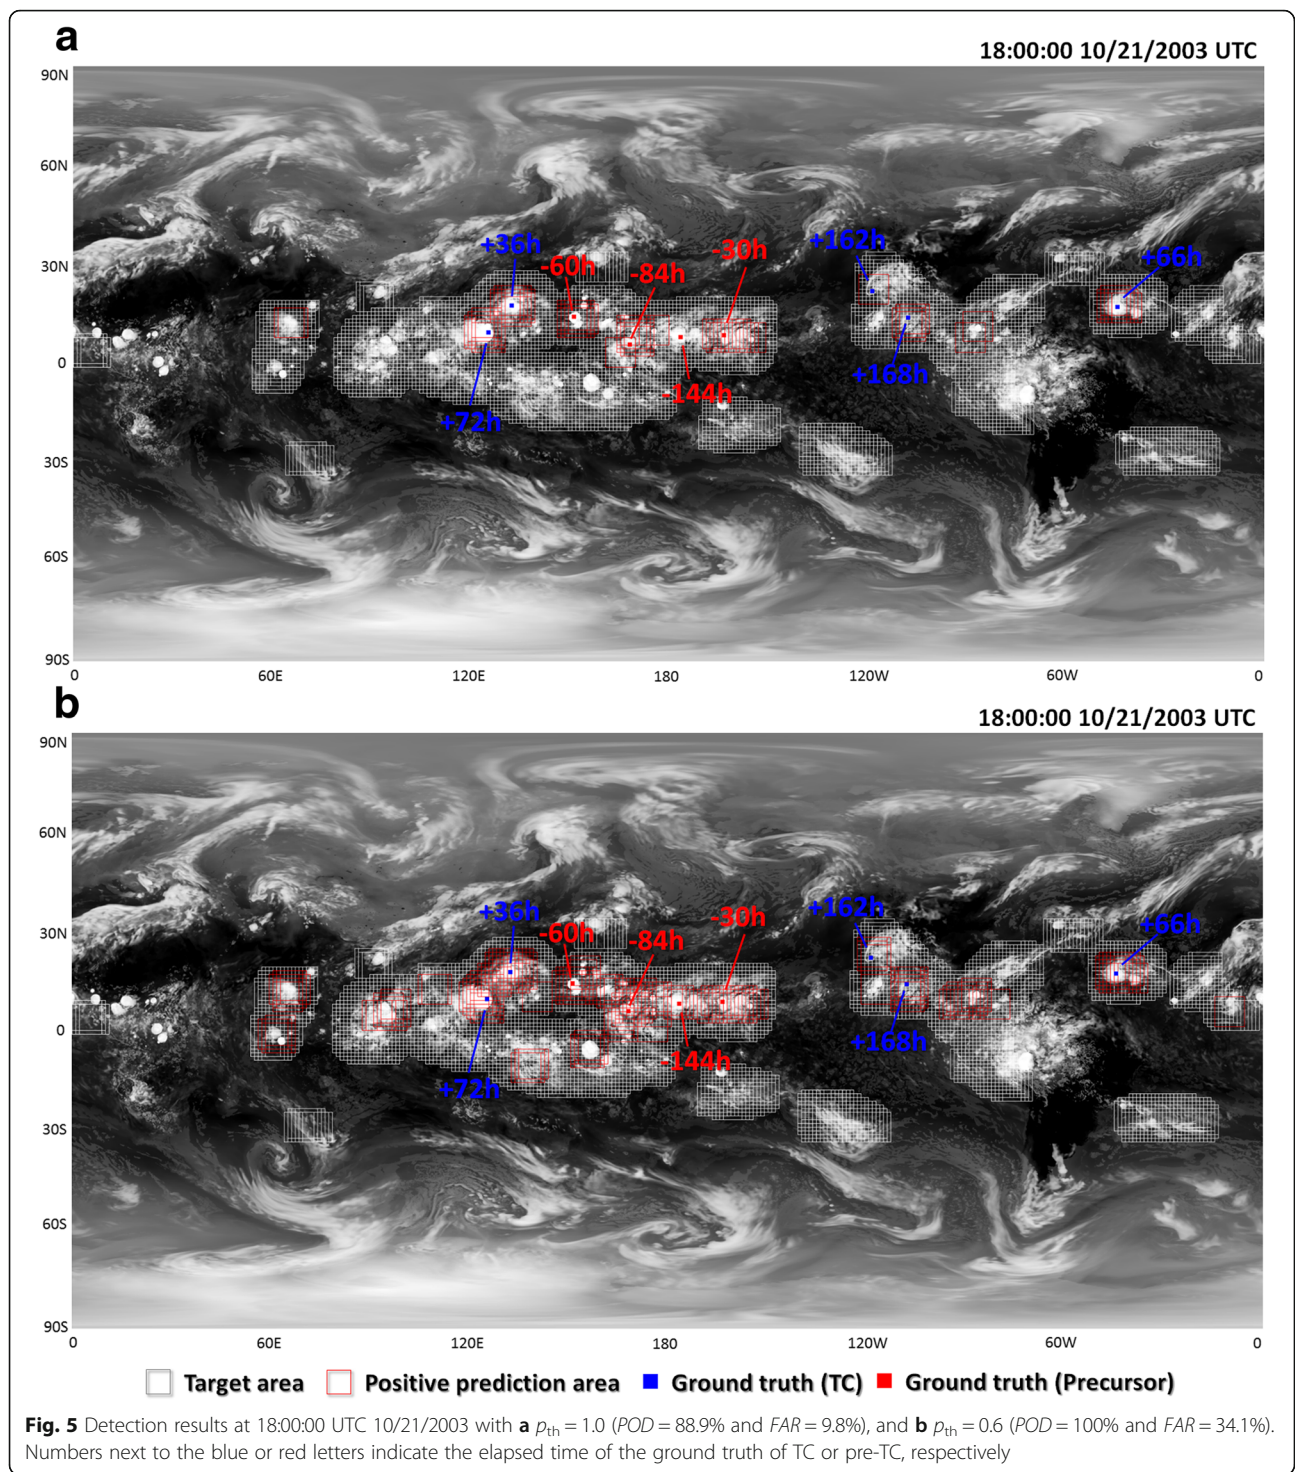 a
18:00:00 10/21/2003 UTC
90N
60N
30N
0
30S
60S
90S
+36h
-60h
-84h
-30h
+162h
+66h
+168h
-144h
+72h
0 60E 120E 180 120W 60W 0
b
18:00:00 10/21/2003 UTC
90N
60N
30N
0
30S
60S
90S
+36h
-60h
-84h
-30h
+162h
+66h
+168h
-144h
+72h
0 60E 120E 180 120W 60W 0
Target area Positive prediction area Ground truth (TC) Ground truth (Precursor)
Fig. 5 Detection results at 18:00:00 UTC 10/21/2003 with a pth = 1.0 (POD = 88.9% and FAR = 9.8%), and b pth = 0.6 (POD = 100% and FAR = 34.1%).
Numbers next to the blue or red letters indicate the elapsed time of the ground truth of TC or pre-TC, respectively